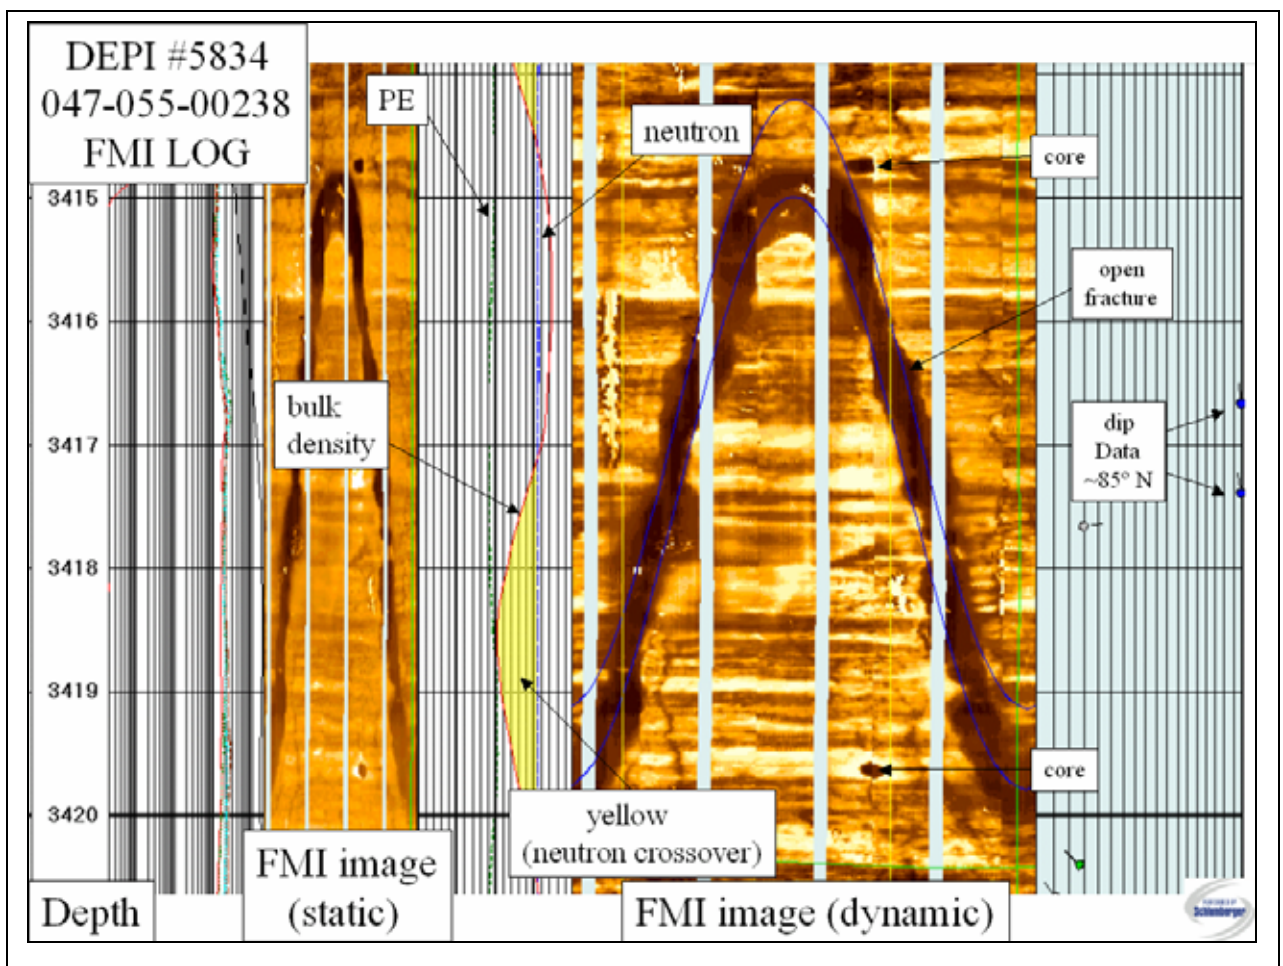 DEPI #5834
047-055-00238
FMI LOG
PE
neutron
core
3415
open
fracture
3416
bulk
density
dip
Data
~85° N
3417
3418
3419
core
3420
yellow
(neutron crossover)
FMI image
(static)
Depth
FMI image (dynamic)
Schlumberger